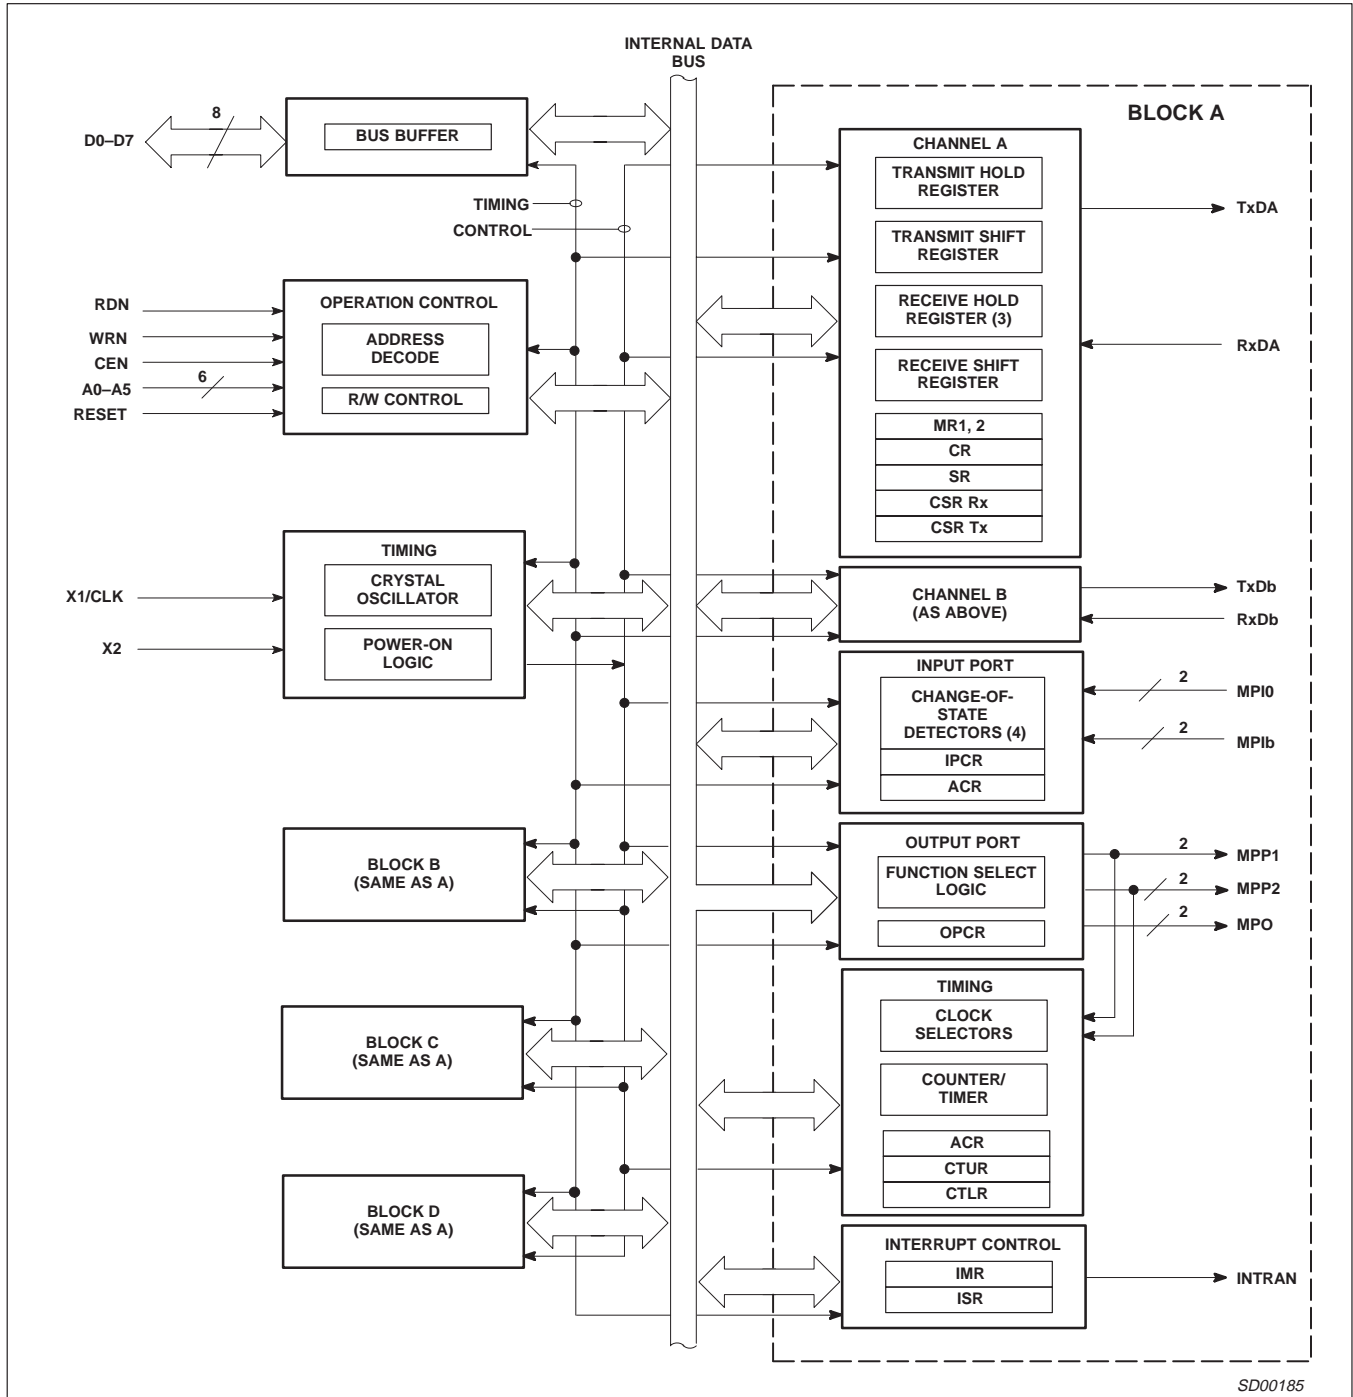 INTERNAL DATA
BUS
D0–D7
8
BUS BUFFER
TIMING
CONTROL
RDN
WRN
CEN
A0–A5
6
RESET
OPERATION CONTROL
ADDRESS
DECODE
R/W CONTROL
X1/CLK
X2
TIMING
CRYSTAL
OSCILLATOR
POWER-ON
LOGIC
BLOCK B
(SAME AS A)
BLOCK C
(SAME AS A)
BLOCK D
(SAME AS A)
BLOCK A
CHANNEL A
TRANSMIT HOLD
REGISTER
TRANSMIT SHIFT
REGISTER
RECEIVE HOLD
REGISTER (3)
RECEIVE SHIFT
REGISTER
MR1, 2
CR
SR
CSR Rx
CSR Tx
TxDA
RxDA
CHANNEL B
(AS ABOVE)
TxDb
RxDb
INPUT PORT
CHANGE-OF-
STATE
DETECTORS (4)
IPCR
ACR
2
MPI0
2
MPIb
OUTPUT PORT
FUNCTION SELECT
LOGIC
OPCR
2
MPP1
2
MPP2
2
MPO
TIMING
CLOCK
SELECTORS
COUNTER/
TIMER
ACR
CTUR
CTLR
INTERRUPT CONTROL
IMR
ISR
INTRAN
SD00185